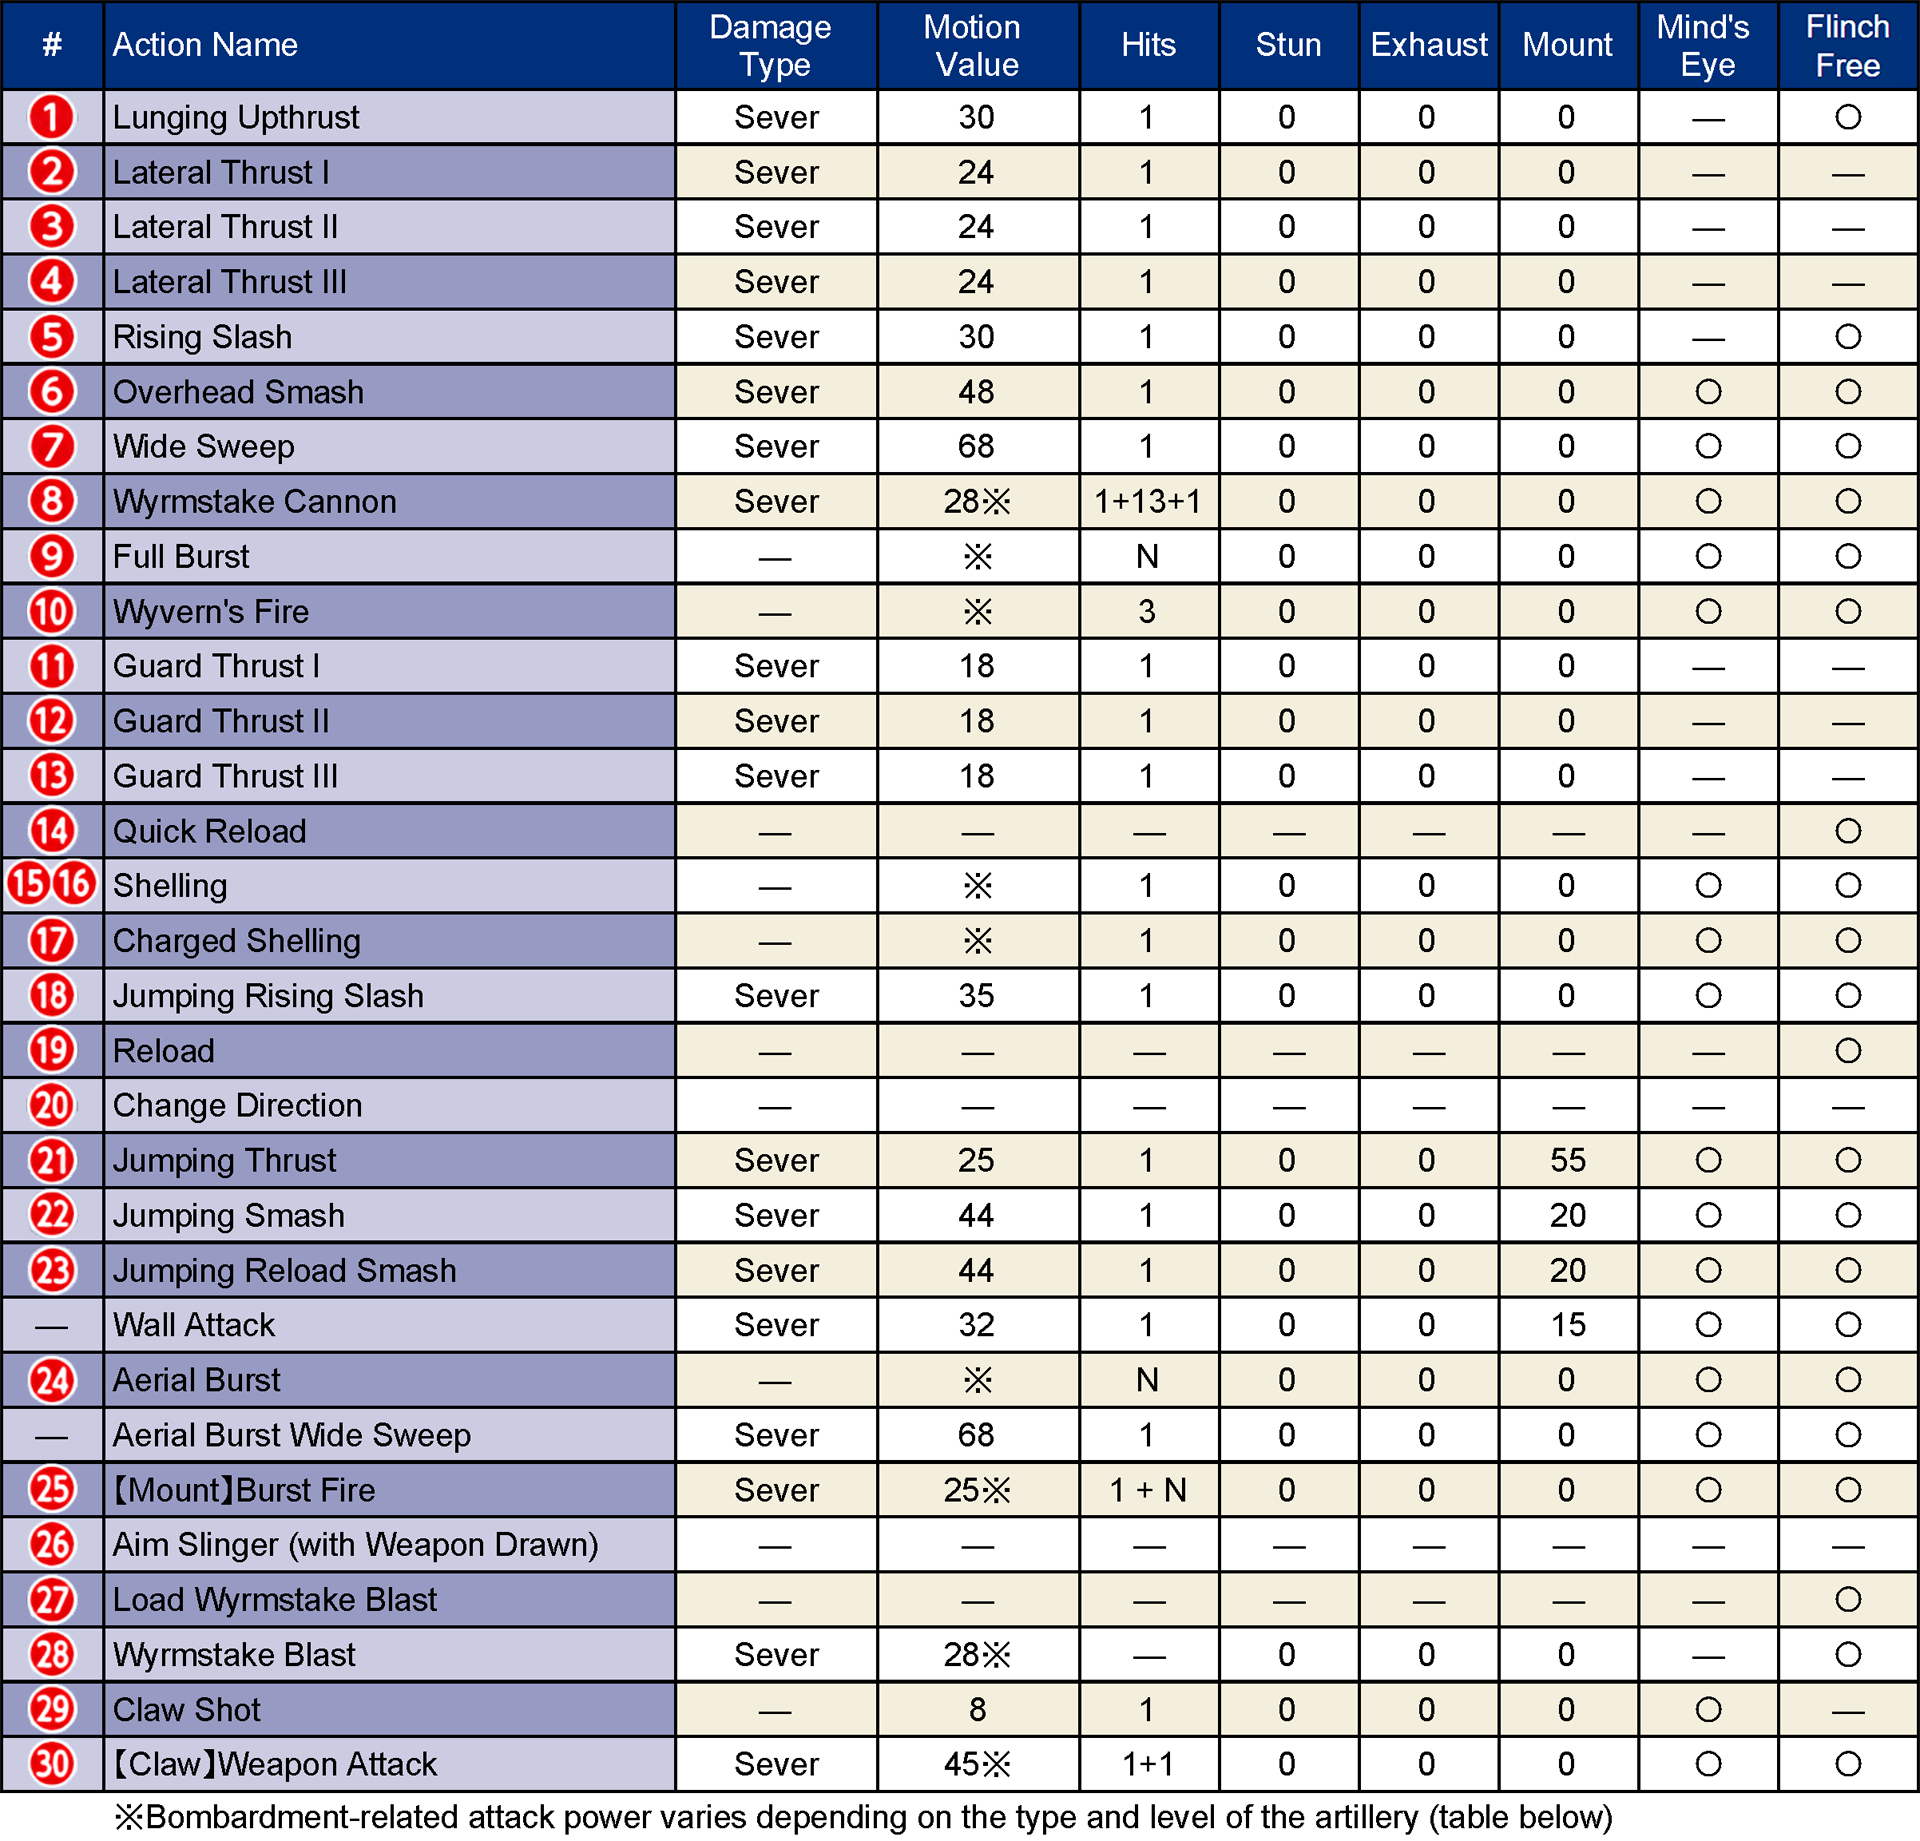 # Action Name Damage Type Motion Value Hits Stun Exhaust Mount Mind's Eye Flinch Free
1 Lunging Upthrust Sever 30 1 0 0 0 — ○
2 Lateral Thrust I Sever 24 1 0 0 0 — —
3 Lateral Thrust II Sever 24 1 0 0 0 — —
4 Lateral Thrust III Sever 24 1 0 0 0 — —
5 Rising Slash Sever 30 1 0 0 0 — ○
6 Overhead Smash Sever 48 1 0 0 0 ○ ○
7 Wide Sweep Sever 68 1 0 0 0 ○ ○
8 Wyrmstake Cannon Sever 28※ 1+13+1 0 0 0 ○ ○
9 Full Burst — ※ N 0 0 0 ○ ○
10 Wyvern's Fire — ※ 3 0 0 0 ○ ○
11 Guard Thrust I Sever 18 1 0 0 0 — —
12 Guard Thrust II Sever 18 1 0 0 0 — —
13 Guard Thrust III Sever 18 1 0 0 0 — —
14 Quick Reload — — — — — — — ○
15 16 Shelling — ※ 1 0 0 0 ○ ○
17 Charged Shelling — ※ 1 0 0 0 ○ ○
18 Jumping Rising Slash Sever 35 1 0 0 0 ○ ○
19 Reload — — — — — — — ○
20 Change Direction — — — — — — — —
21 Jumping Thrust Sever 25 1 0 0 55 ○ ○
22 Jumping Smash Sever 44 1 0 0 20 ○ ○
23 Jumping Reload Smash Sever 44 1 0 0 20 ○ ○
— Wall Attack Sever 32 1 0 0 15 ○ ○
24 Aerial Burst — ※ N 0 0 0 ○ ○
— Aerial Burst Wide Sweep Sever 68 1 0 0 0 ○ ○
25 【Mount】Burst Fire Sever 25※ 1 + N 0 0 0 ○ ○
26 Aim Slinger (with Weapon Drawn) — — — — — — — —
27 Load Wyrmstake Blast — — — — — — — ○
28 Wyrmstake Blast Sever 28※ — 0 0 0 — ○
29 Claw Shot — 8 1 0 0 0 ○ —
30 【Claw】Weapon Attack Sever 45※ 1+1 0 0 0 ○ ○
※Bombardment-related attack power varies depending on the type and level of the artillery (table below)